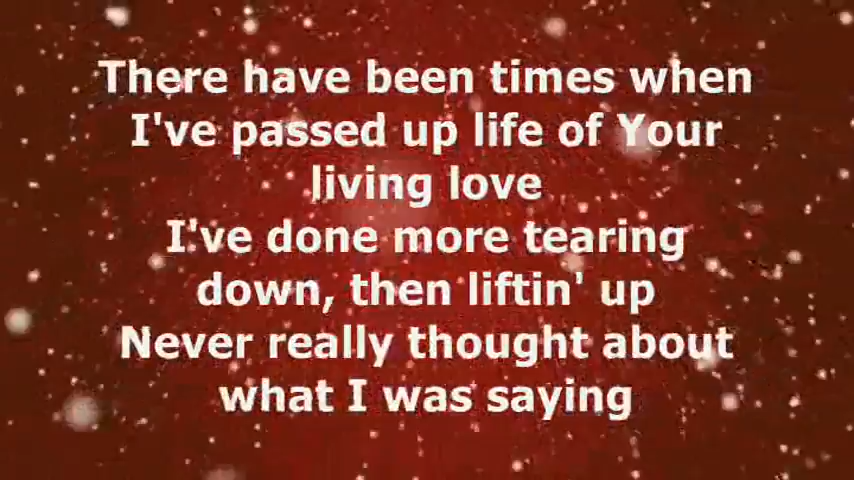 There have been times when
I've passed up life of Your
living love
I've done more tearing
down, then liftin' up
Never really thought about
what I was saying